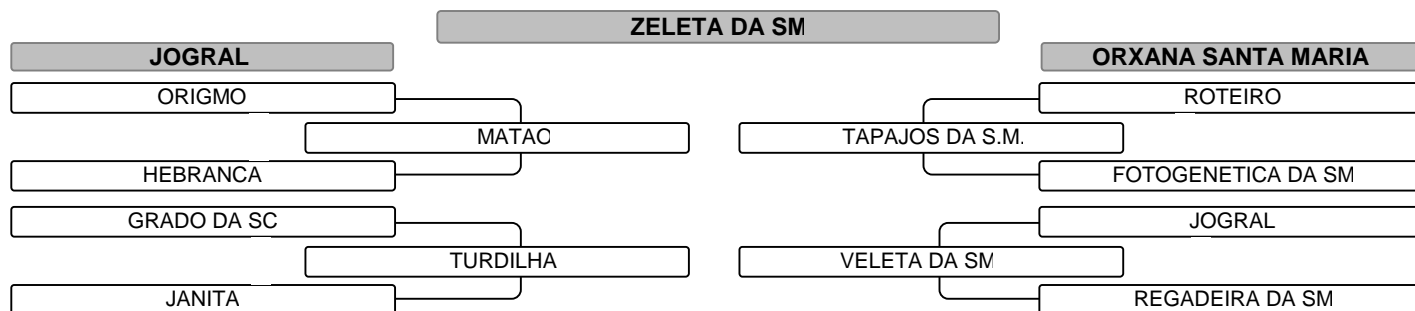 ZELETA DA SM
JOGRAL
ORXANA SANTA MARIA
ORIGMO
ROTEIRO
MATAO
TAPAJOS DA S.M.
HEBRANCA
FOTOGENETICA DA SM
GRADO DA SC
JOGRAL
TURDILHA
VELETA DA SM
JANITA
REGADEIRA DA SM